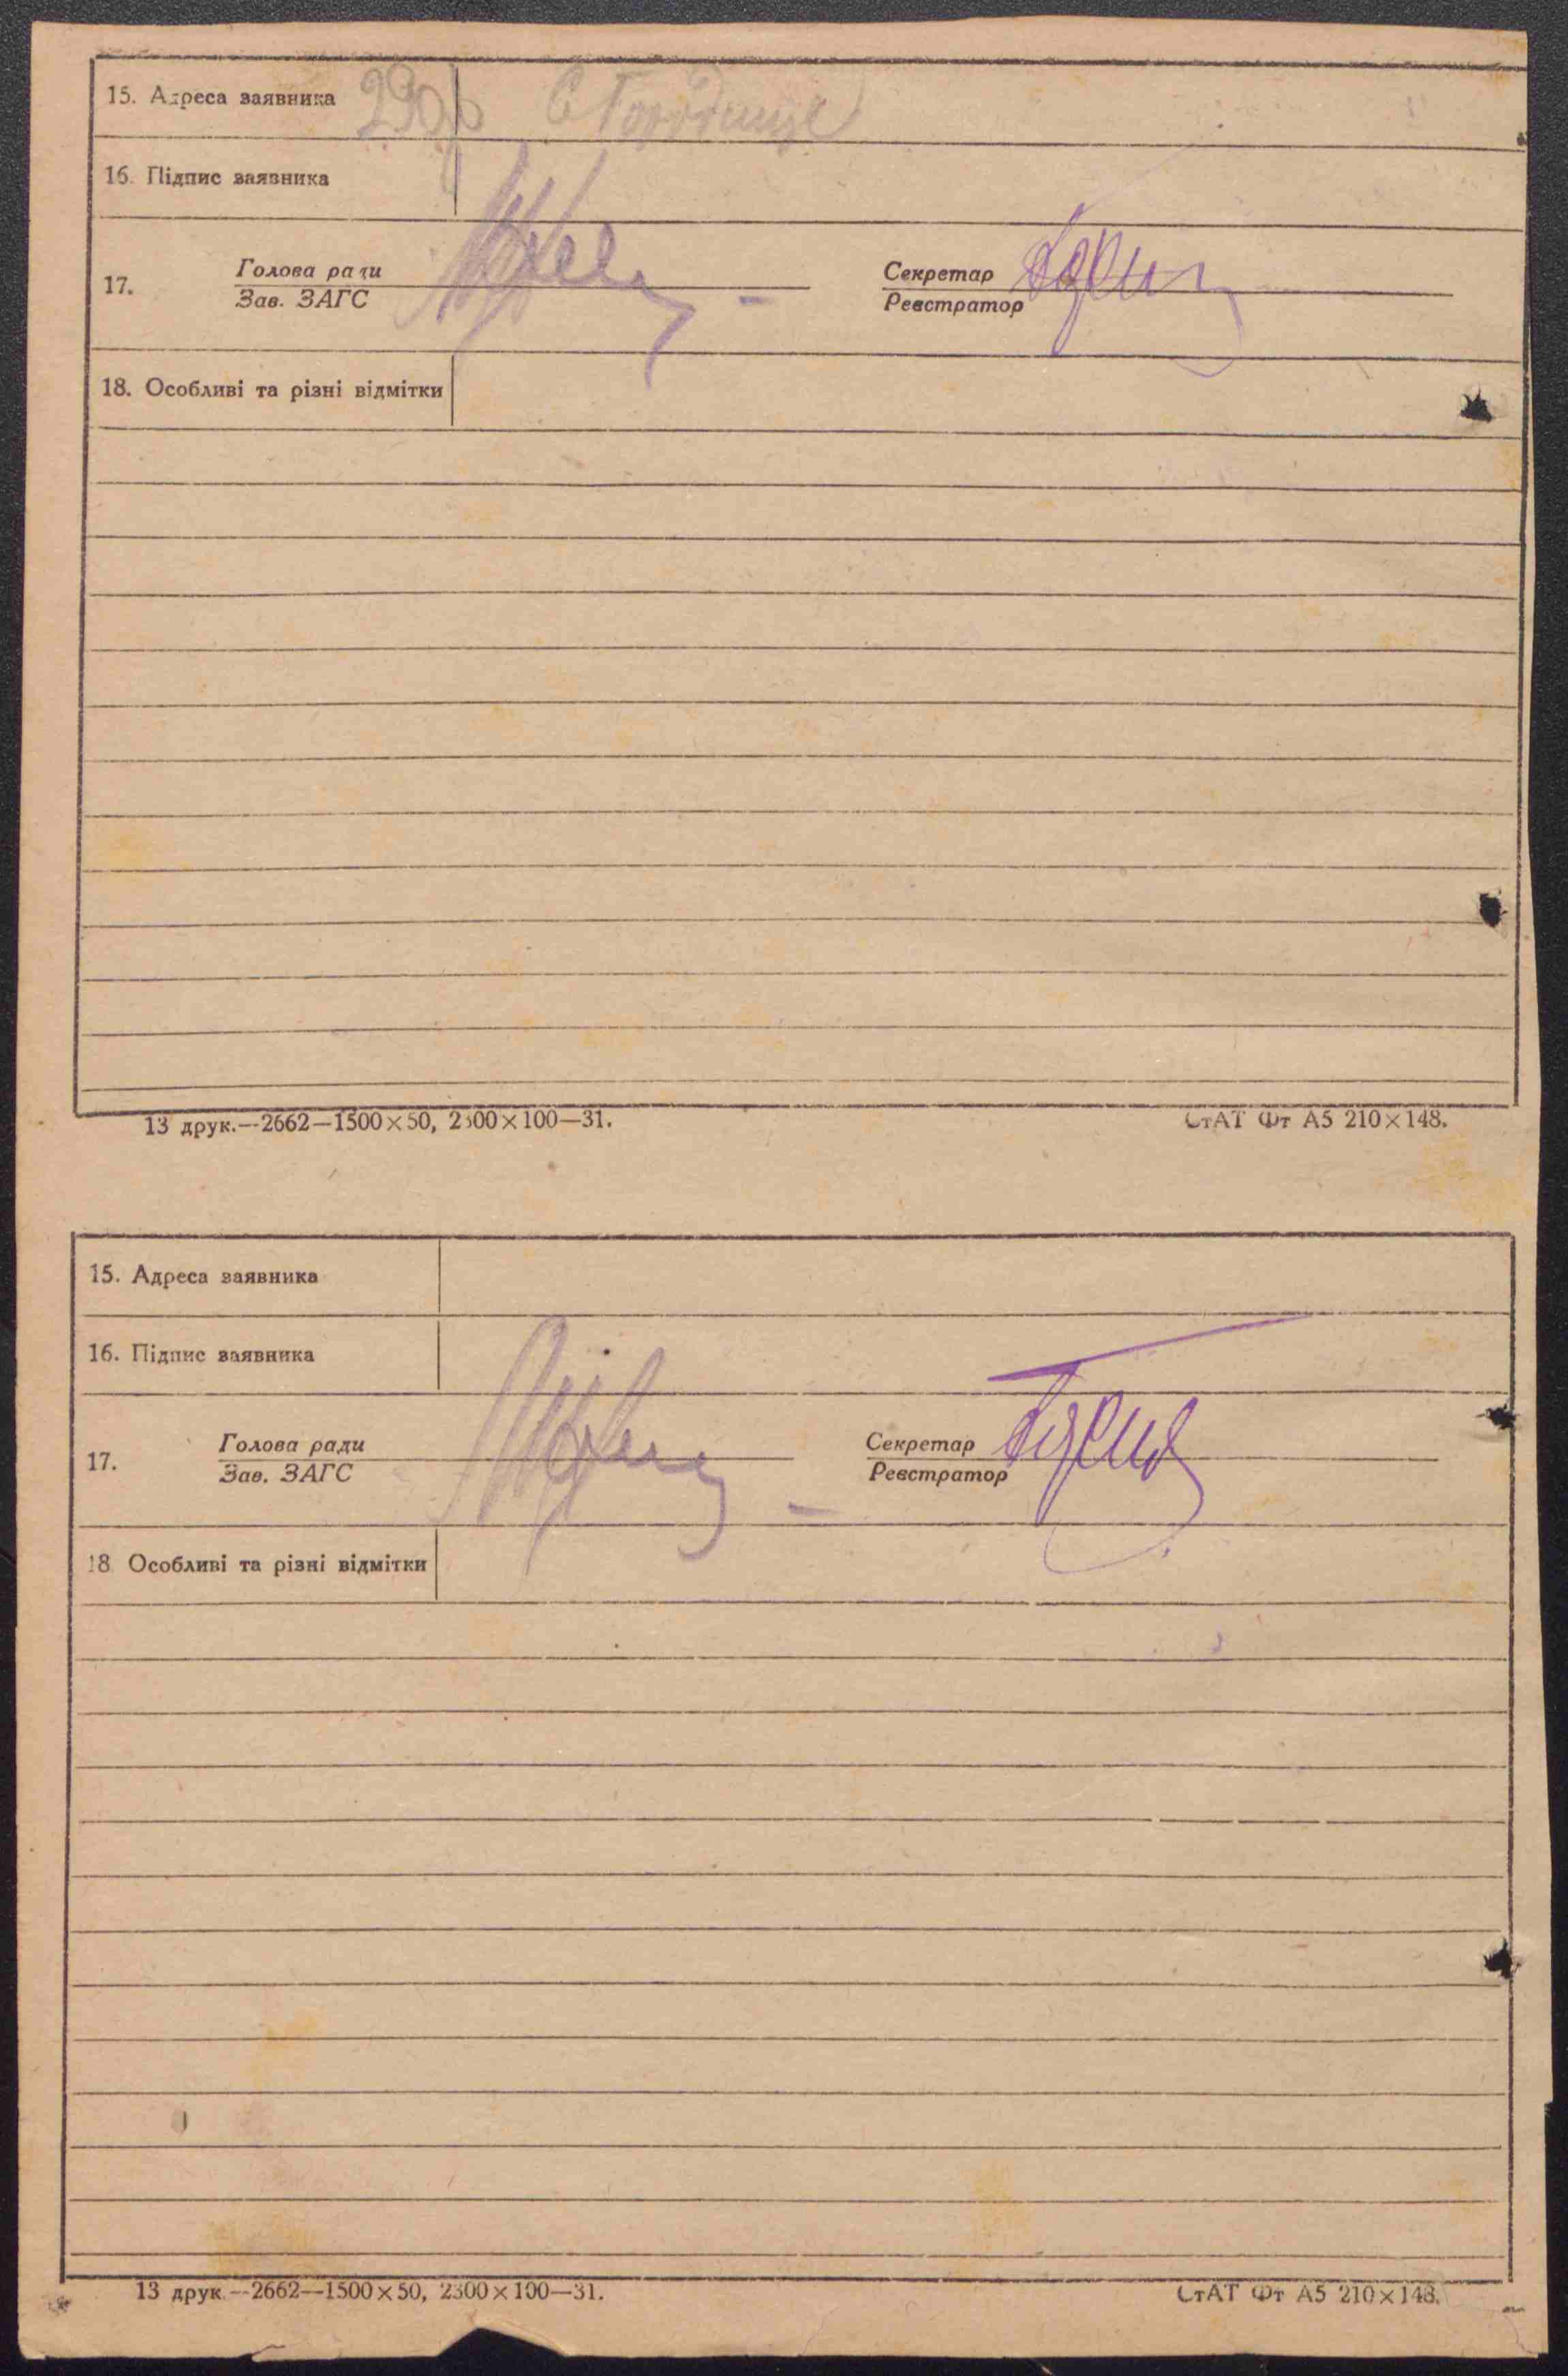 15. Адреса заявника
с Городище
16. Підпис заявника
17. Голова ради Секретар
Зав. ЗАГС Реєстратор
18. Особливі та різні відмітки
13 друк.—2662—1500×50, 2300×100—31. СтАТ Фт А5 210×148.
15. Адреса заявника
16. Підпис заявника
17. Голова ради Секретар
Зав. ЗАГС Реєстратор
18 Особливі та різні відмітки
13 друк.—2662—1500×50, 2300×100—31. СтАТ Фт А5 210×148.